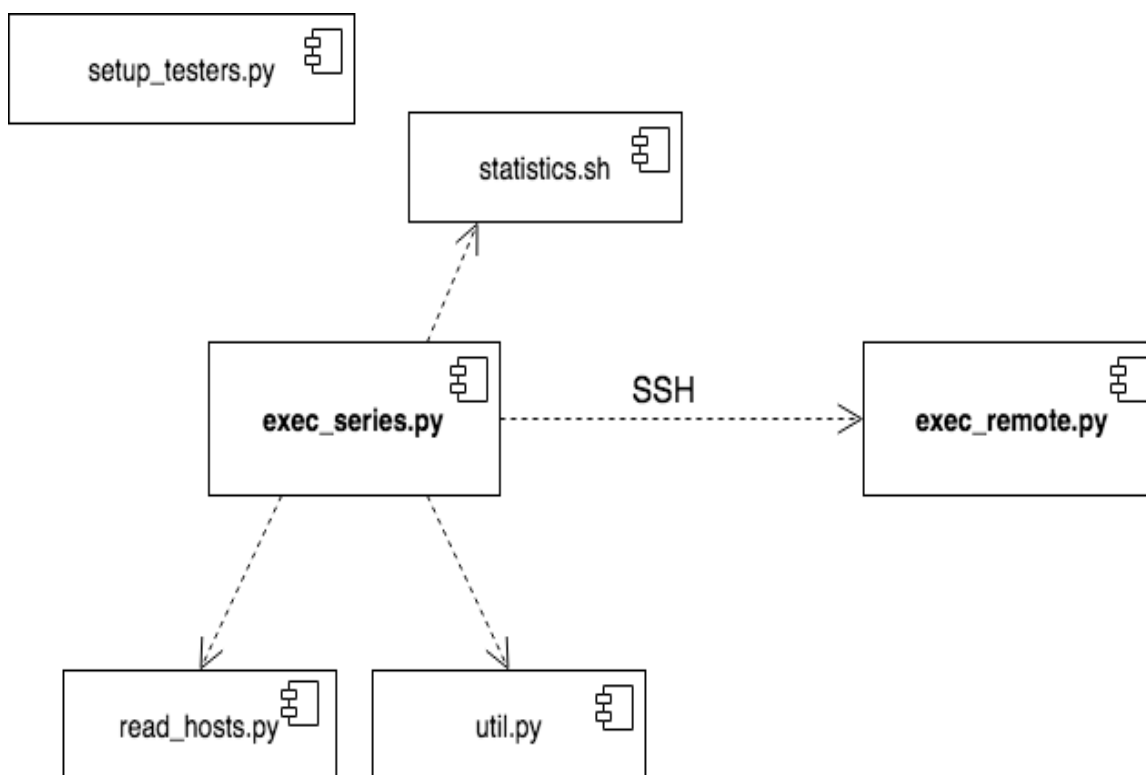 setup_testers.py
statistics.sh
exec_series.py
SSH
exec_remote.py
read_hosts.py
util.py